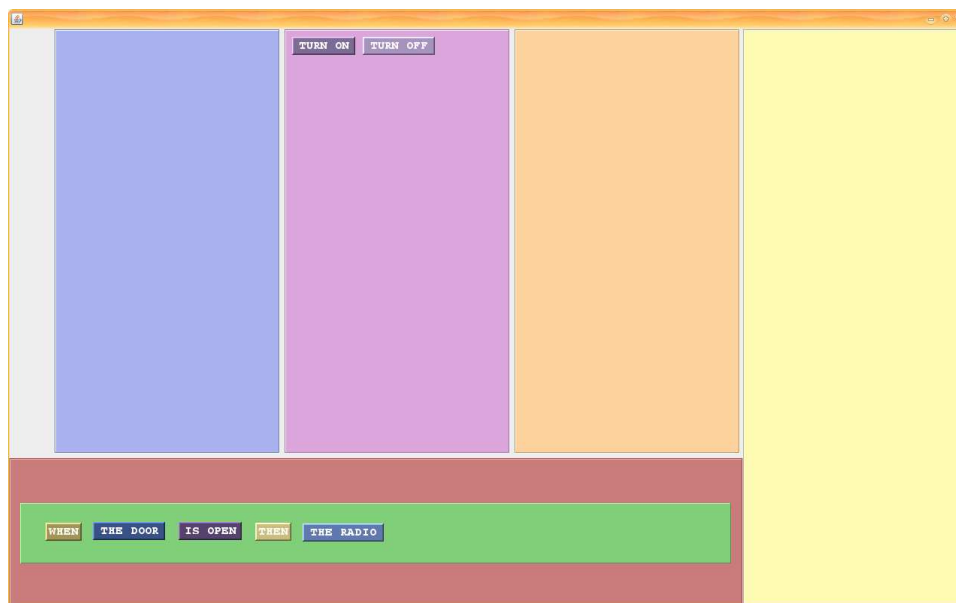 TURN ON TURN OFF
WHEN THE DOOR IS OPEN THEN THE RADIO